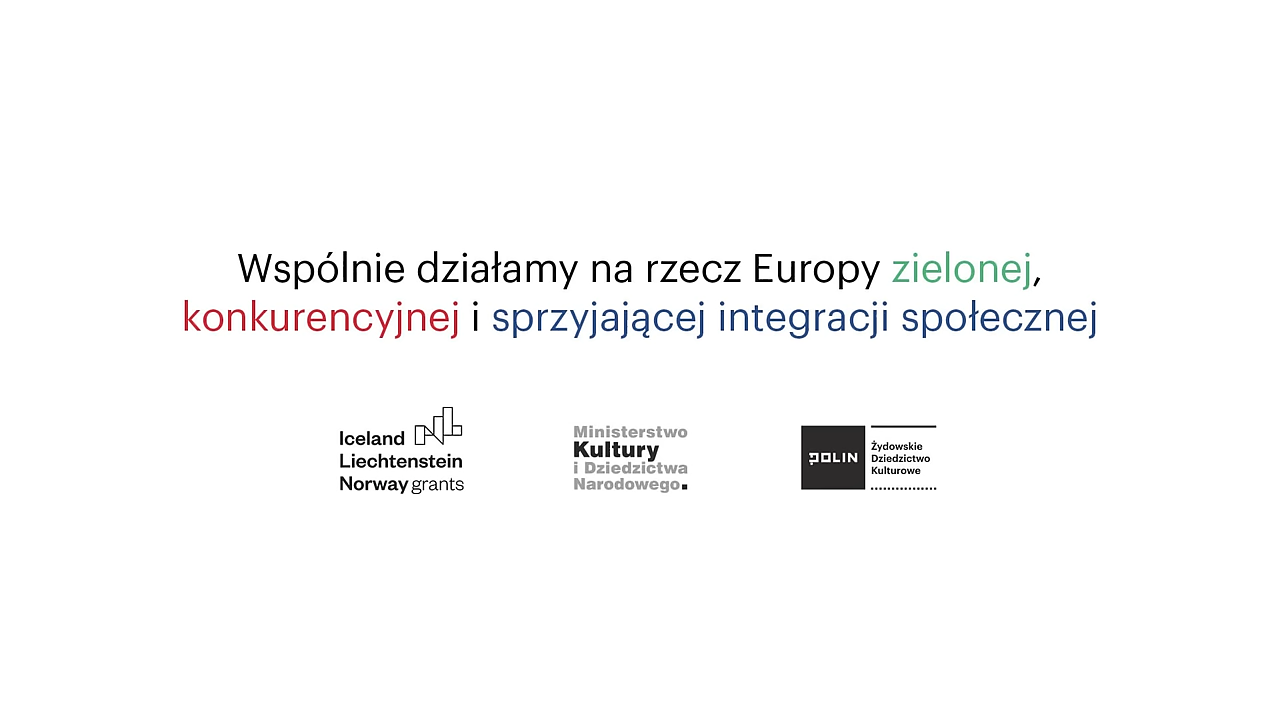 Wspólnie działamy na rzecz Europy zielonej,
konkurencyjnej i sprzyjającej integracji społecznej
Iceland
Liechtenstein
Norway grants
Ministerstwo
Kultury
i Dziedzictwa
Narodowego.
POLIN
Żydowskie
Dziedzictwo
Kulturowe